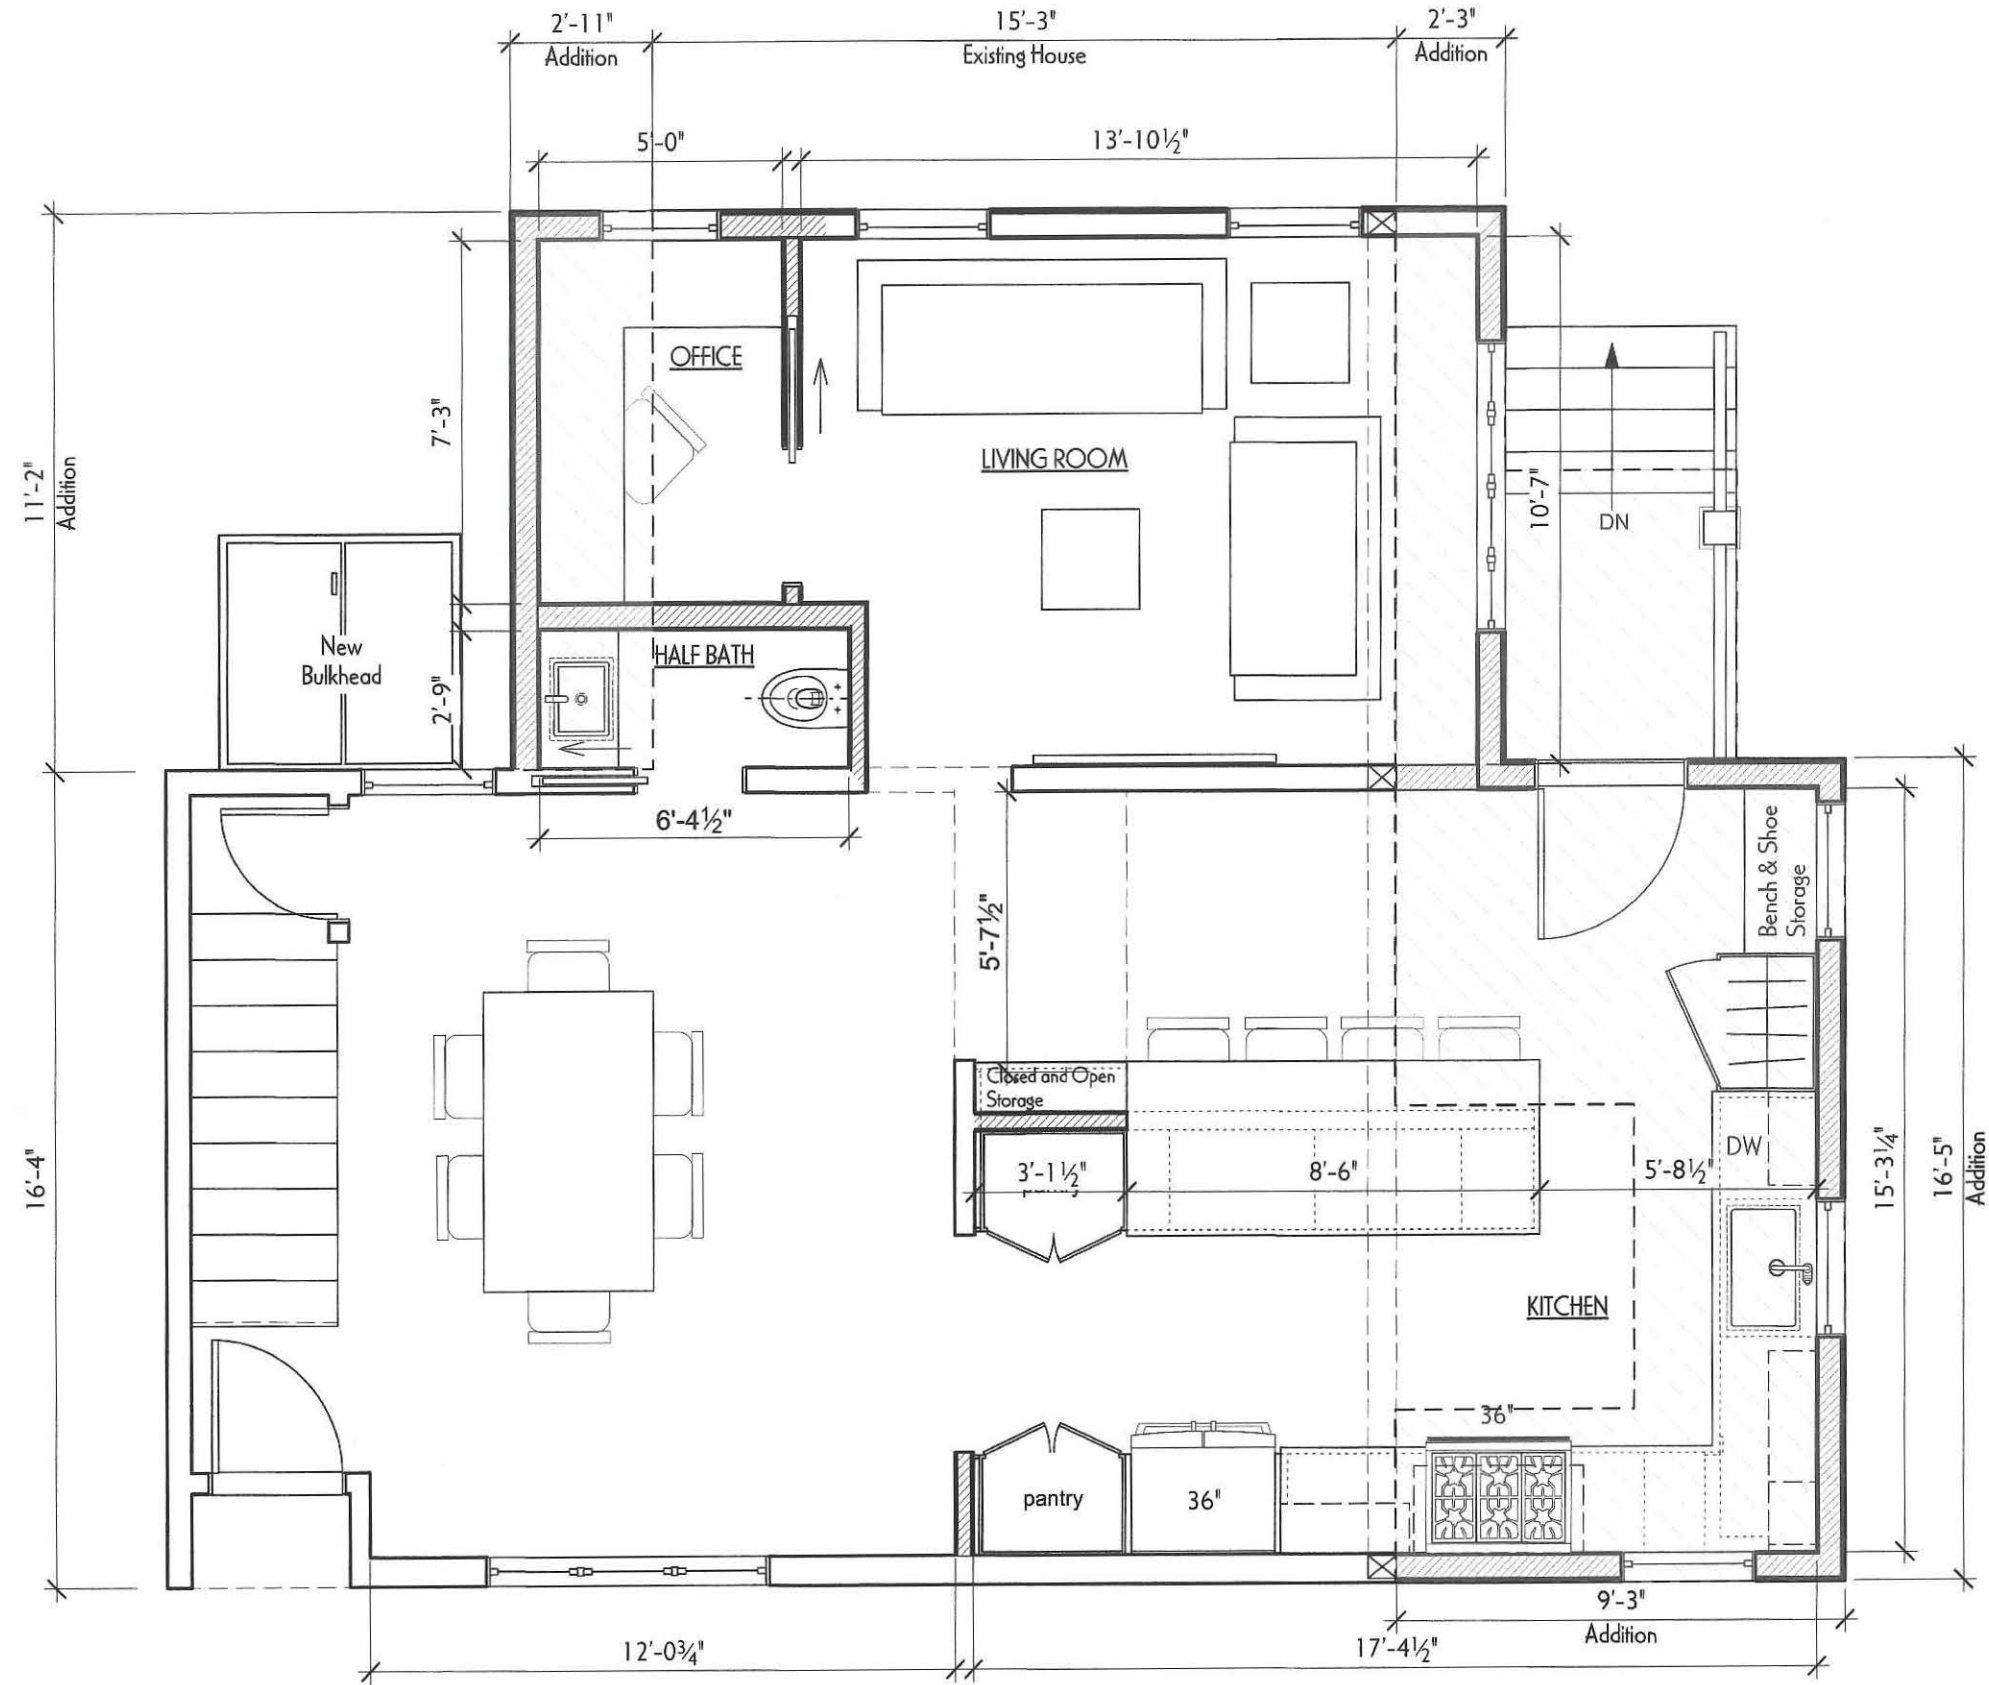 2'-11"
Addition
15'-3"
Existing House
2'-3"
Addition
5'-0"
13'-10½"
11'-2"
Addition
7'-3"
OFFICE
LIVING ROOM
10'-7"
DN
New
Bulkhead
2'-9"
HALF BATH
6'-4½"
5'-7½"
Bench & Shoe
Storage
Closed and Open
Storage
16'-4"
3'-1½"
8'-6"
5'-8½"
DW
15'-3¼"
16'-5"
Addition
KITCHEN
36"
pantry
36"
9'-3"
Addition
12'-0¾"
17'-4½"